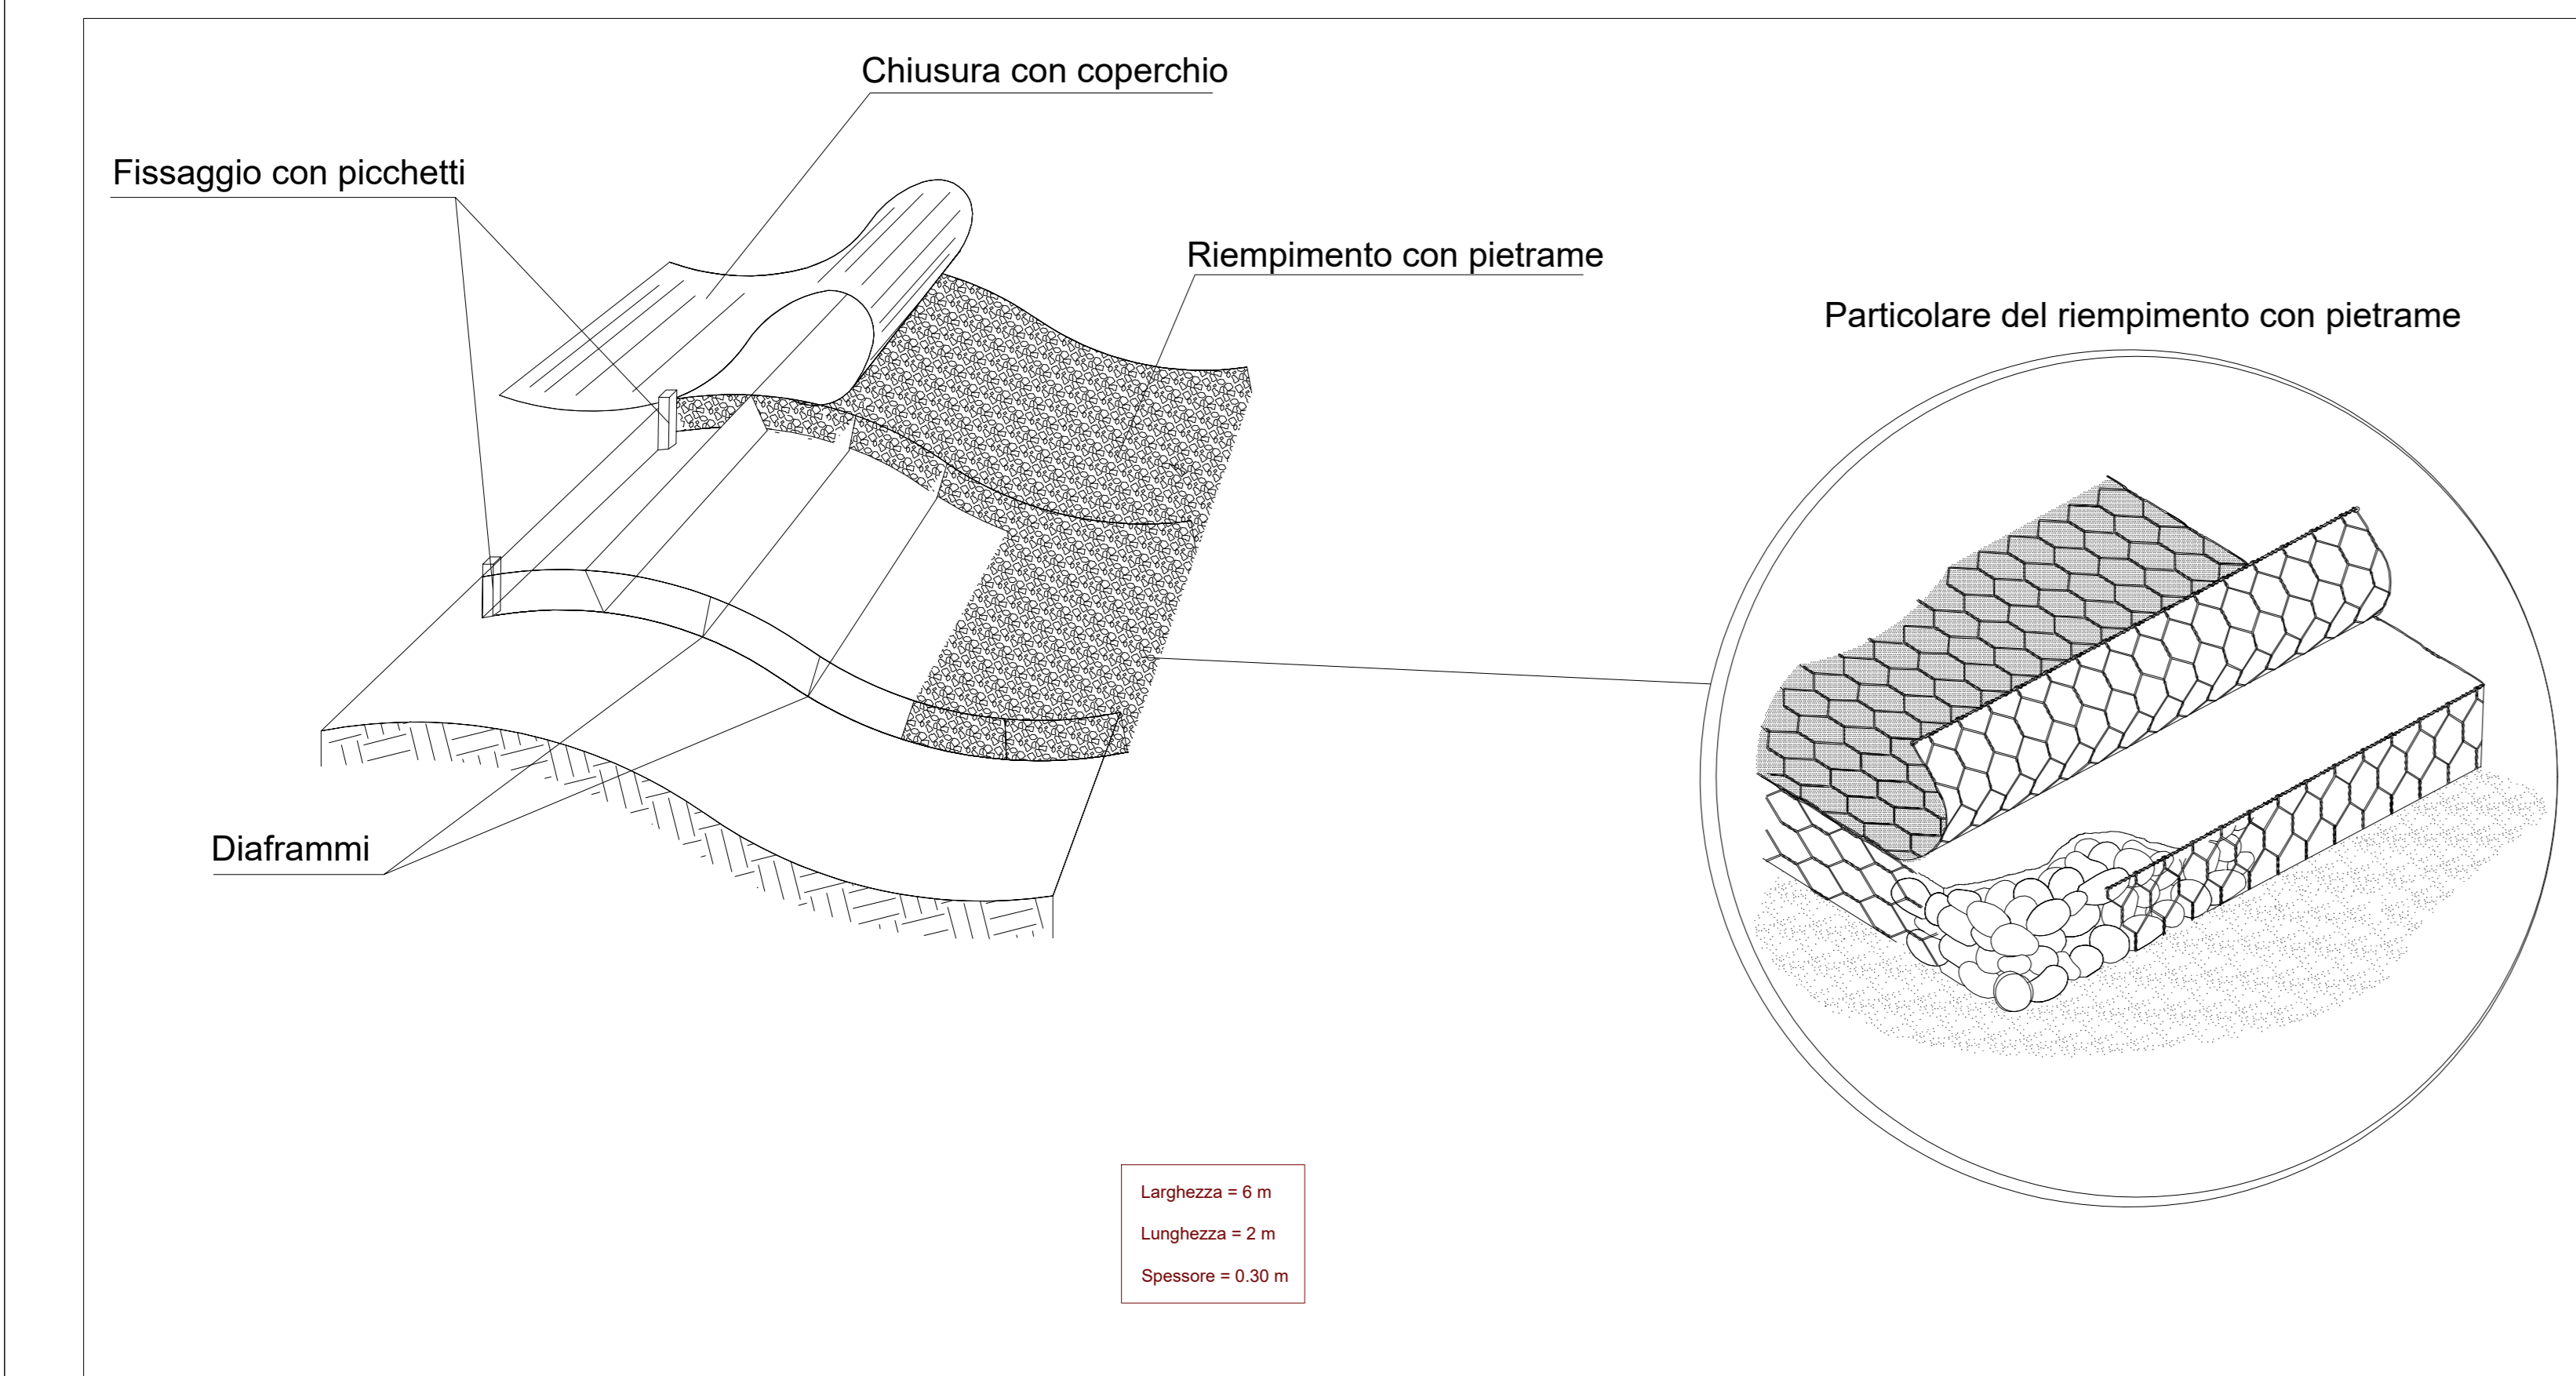 Chiusura con coperchio
Fissaggio con picchetti
Riempimento con pietrame
Particolare del riempimento con pietrame
Diaframmi
Larghezza = 6 m
Lunghezza = 2 m
Spessore = 0.30 m